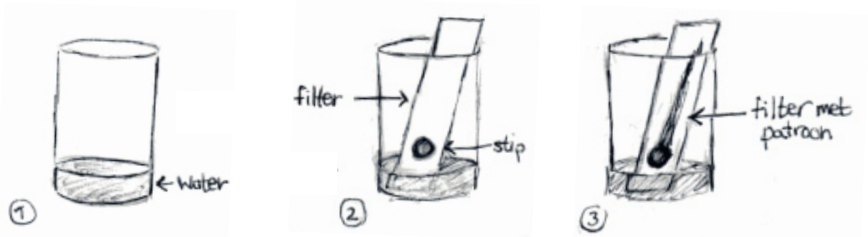 water
1
filter
stip
2
filter met
patroon
3